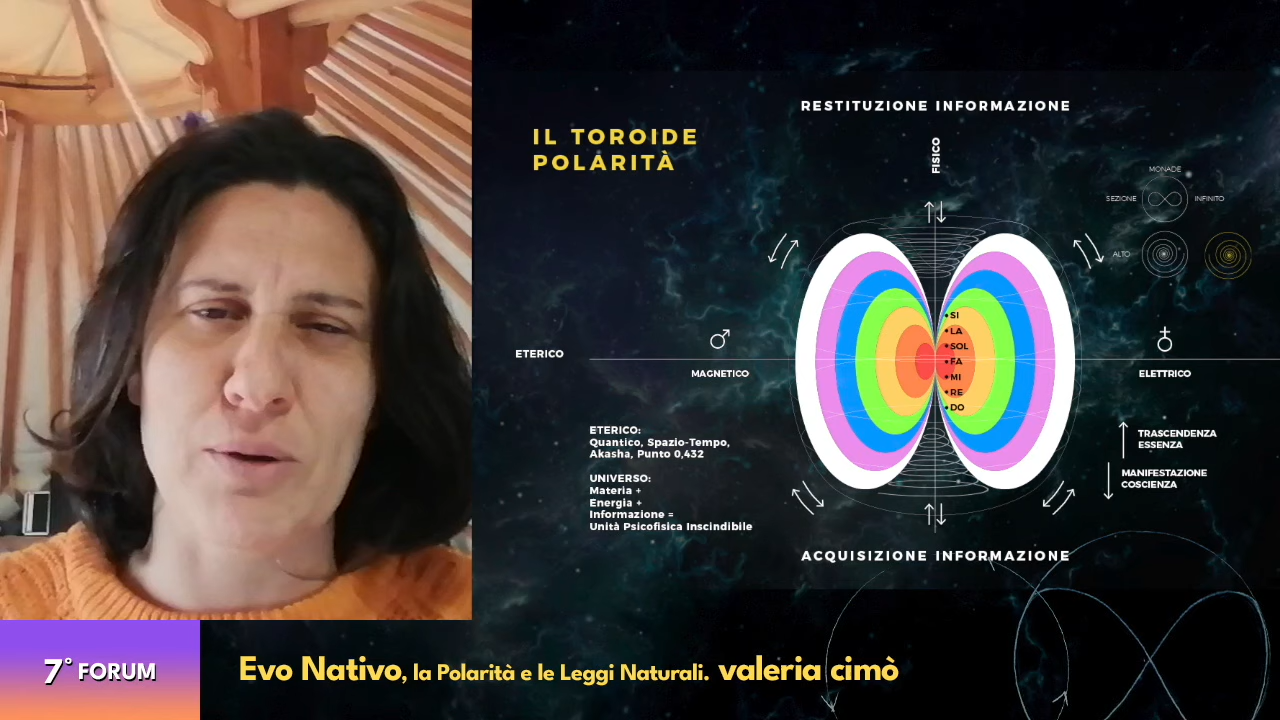 IL TOROIDE
POLARITÀ
RESTITUZIONE INFORMAZIONE
FISICO
MONADE
SEZIONE
INFINITO
ALTO
SI
LA
SOL
FA
MI
RE
DO
ETERICO
MAGNETICO
ELETTRICO
ETERICO:
Quantico, Spazio-Tempo,
Akasha, Punto 0,432
UNIVERSO:
Materia +
Energia +
Informazione =
Unità Psicofisica Inscindibile
TRASCENDENZA
ESSENZA
MANIFESTAZIONE
COSCIENZA
ACQUISIZIONE INFORMAZIONE
7° FORUM
Evo Nativo, la Polarità e le Leggi Naturali. valeria cimò